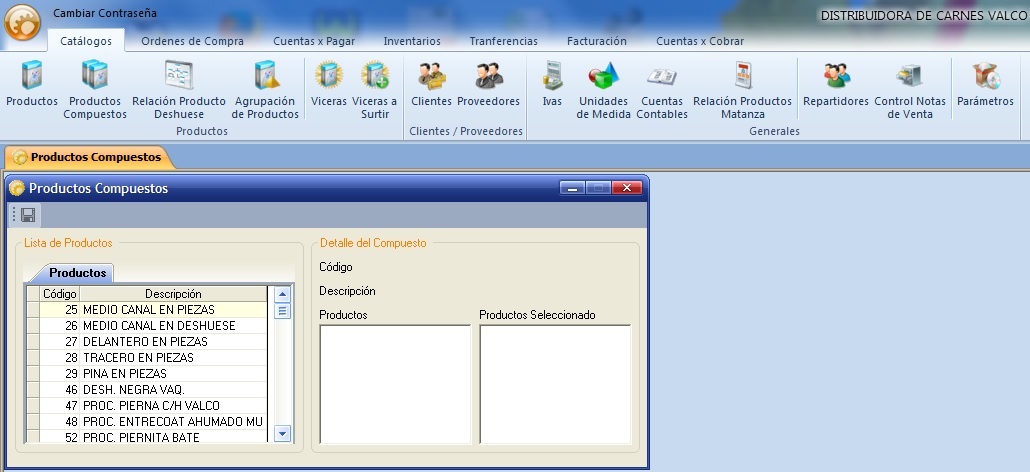 Cambiar Contraseña
DISTRIBUIDORA DE CARNES VALCO
Catálogos Ordenes de Compra Cuentas x Pagar Inventarios Tranferencias Facturación Cuentas x Cobrar
Productos Productos Compuestos Relación Producto Deshuese Agrupación de Productos Viceras Viceras a Surtir Clientes Proveedores Ivas Unidades de Medida Cuentas Contables Relación Productos Matanza Repartidores Control Notas de Venta Parámetros
Productos Clientes / Proveedores Generales
Productos Compuestos
Productos Compuestos
Lista de Productos
Productos
Código Descripción
25 MEDIO CANAL EN PIEZAS
26 MEDIO CANAL EN DESHUESE
27 DELANTERO EN PIEZAS
28 TRACERO EN PIEZAS
29 PINA EN PIEZAS
46 DESH. NEGRA VAQ.
47 PROC. PIERNA C/H VALCO
48 PROC. ENTRECOAT AHUMADO MU
52 PROC. PIERNITA BATE
Detalle del Compuesto
Código
Descripción
Productos Productos Seleccionado